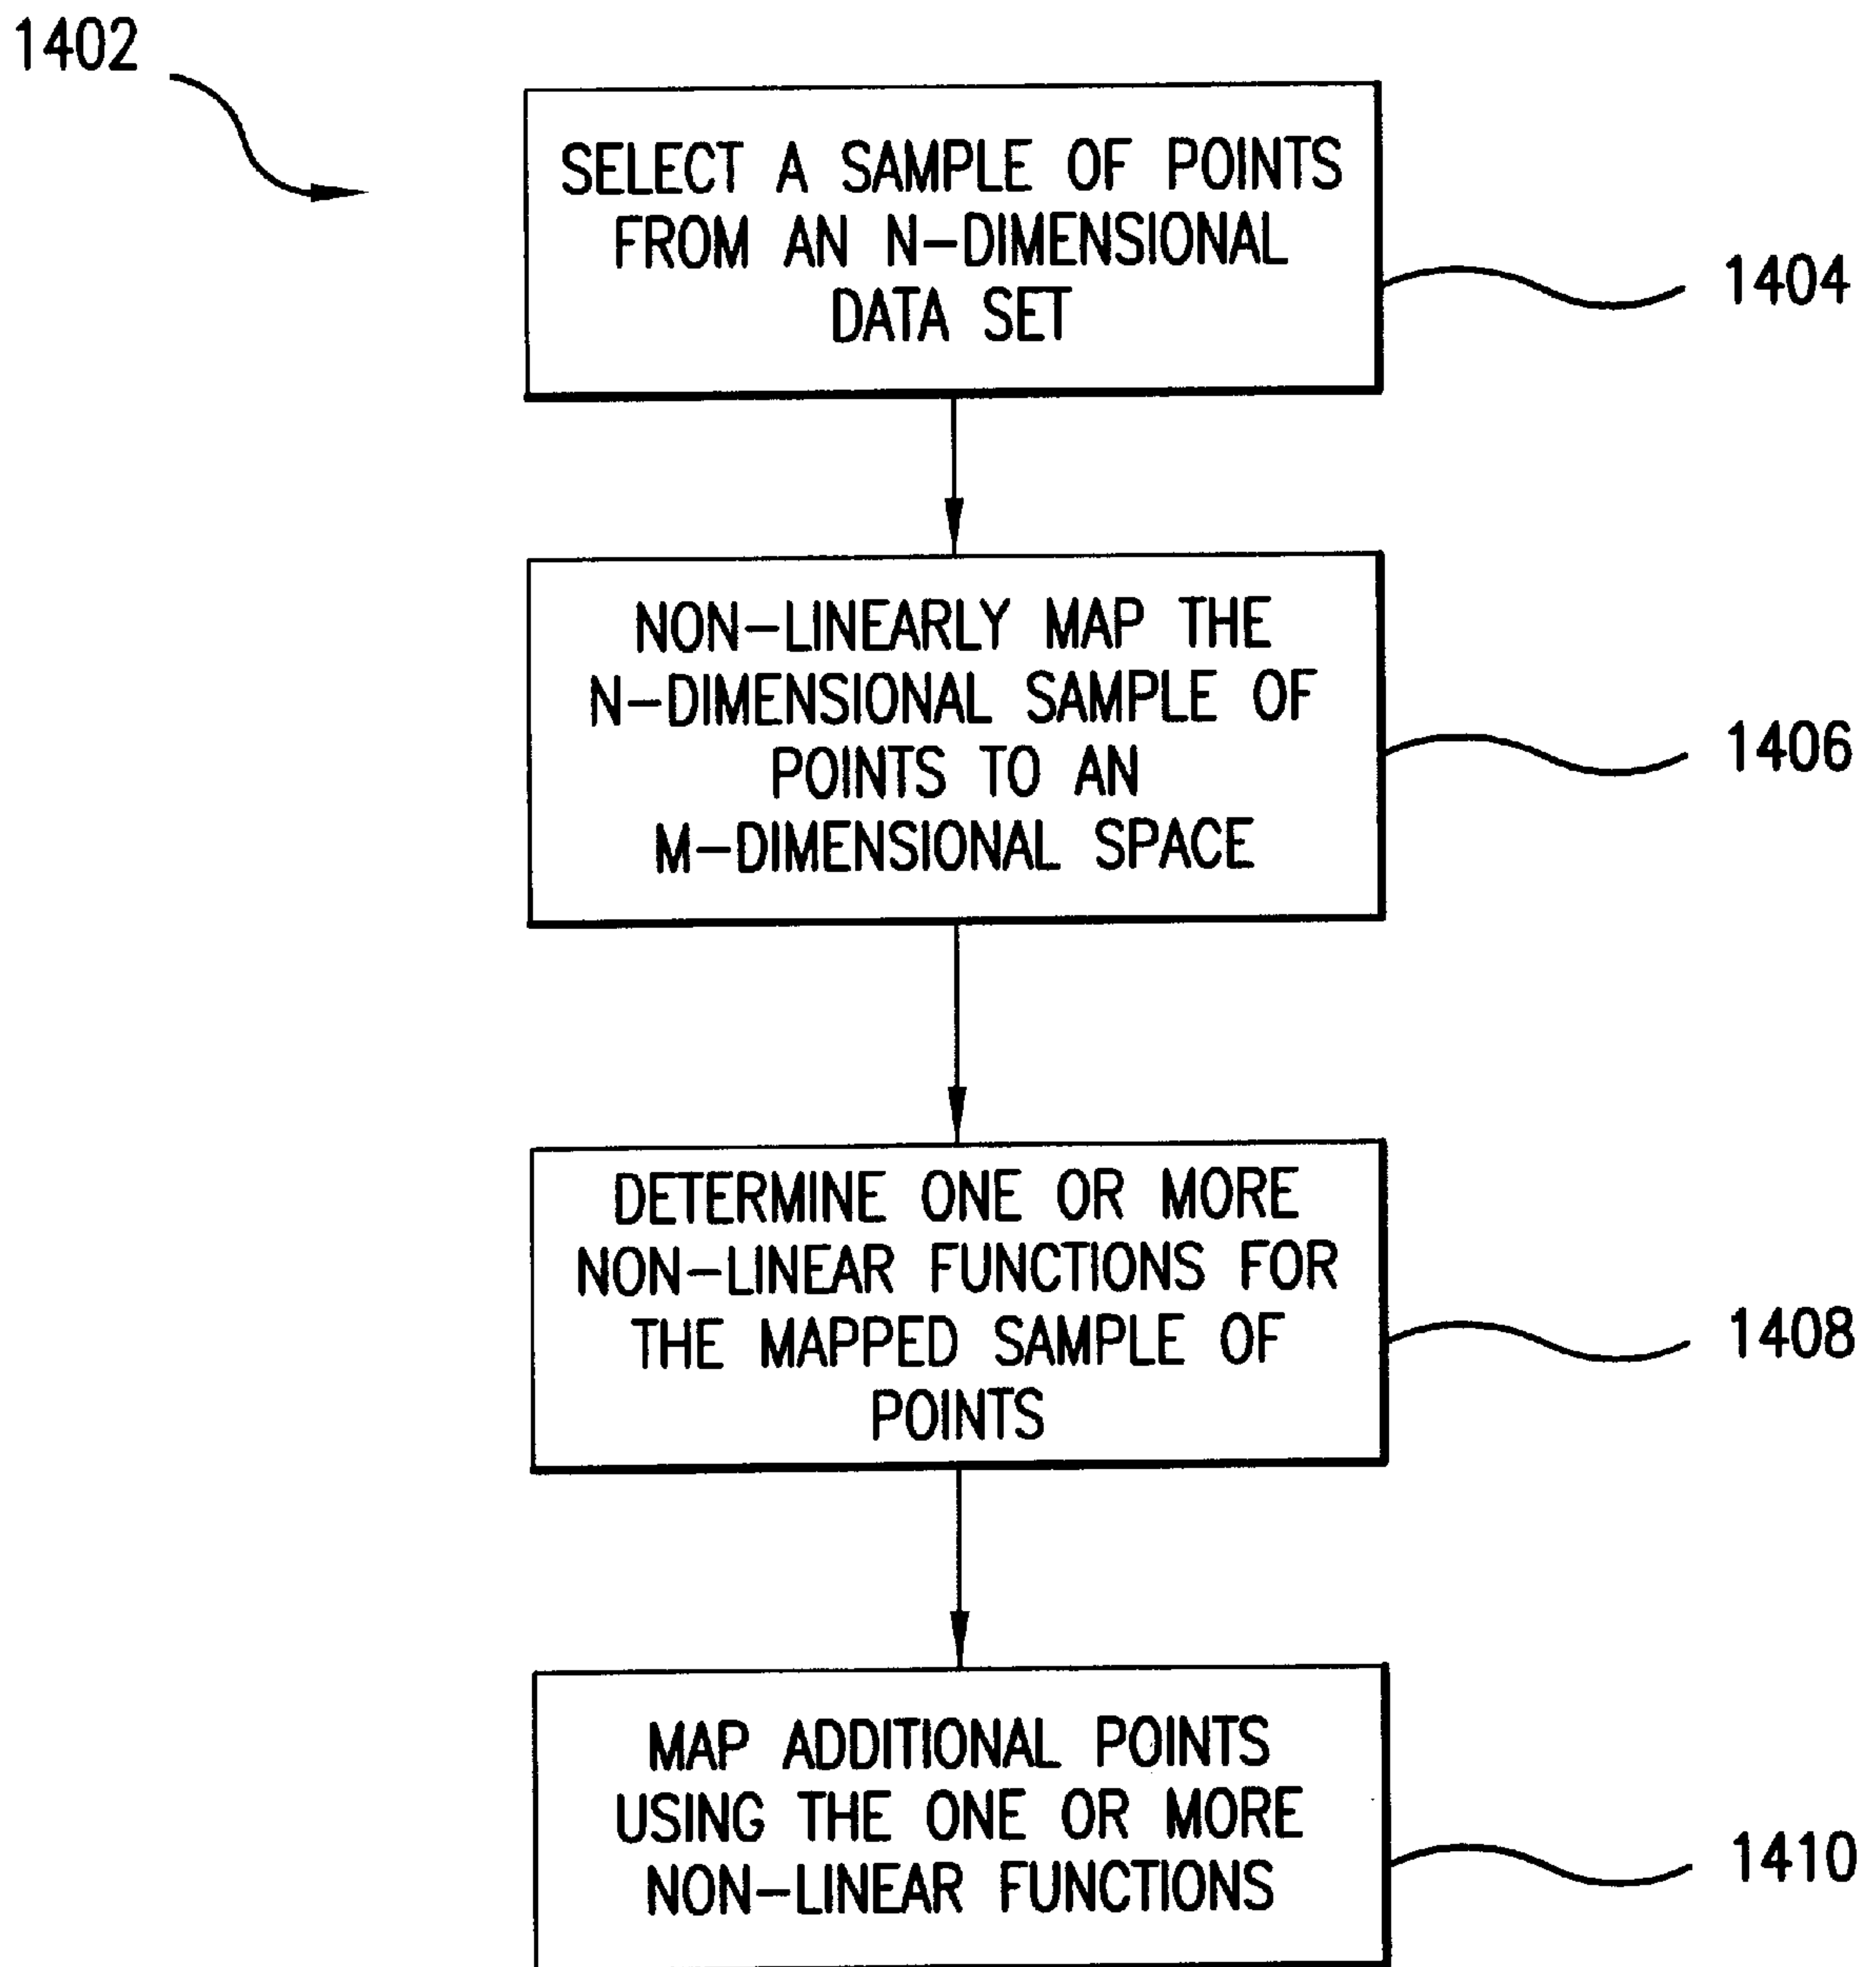 1402
SELECT A SAMPLE OF POINTS
FROM AN N-DIMENSIONAL
DATA SET
1404
NON-LINEARLY MAP THE
N-DIMENSIONAL SAMPLE OF
POINTS TO AN
M-DIMENSIONAL SPACE
1406
DETERMINE ONE OR MORE
NON-LINEAR FUNCTIONS FOR
THE MAPPED SAMPLE OF
POINTS
1408
MAP ADDITIONAL POINTS
USING THE ONE OR MORE
NON-LINEAR FUNCTIONS
1410